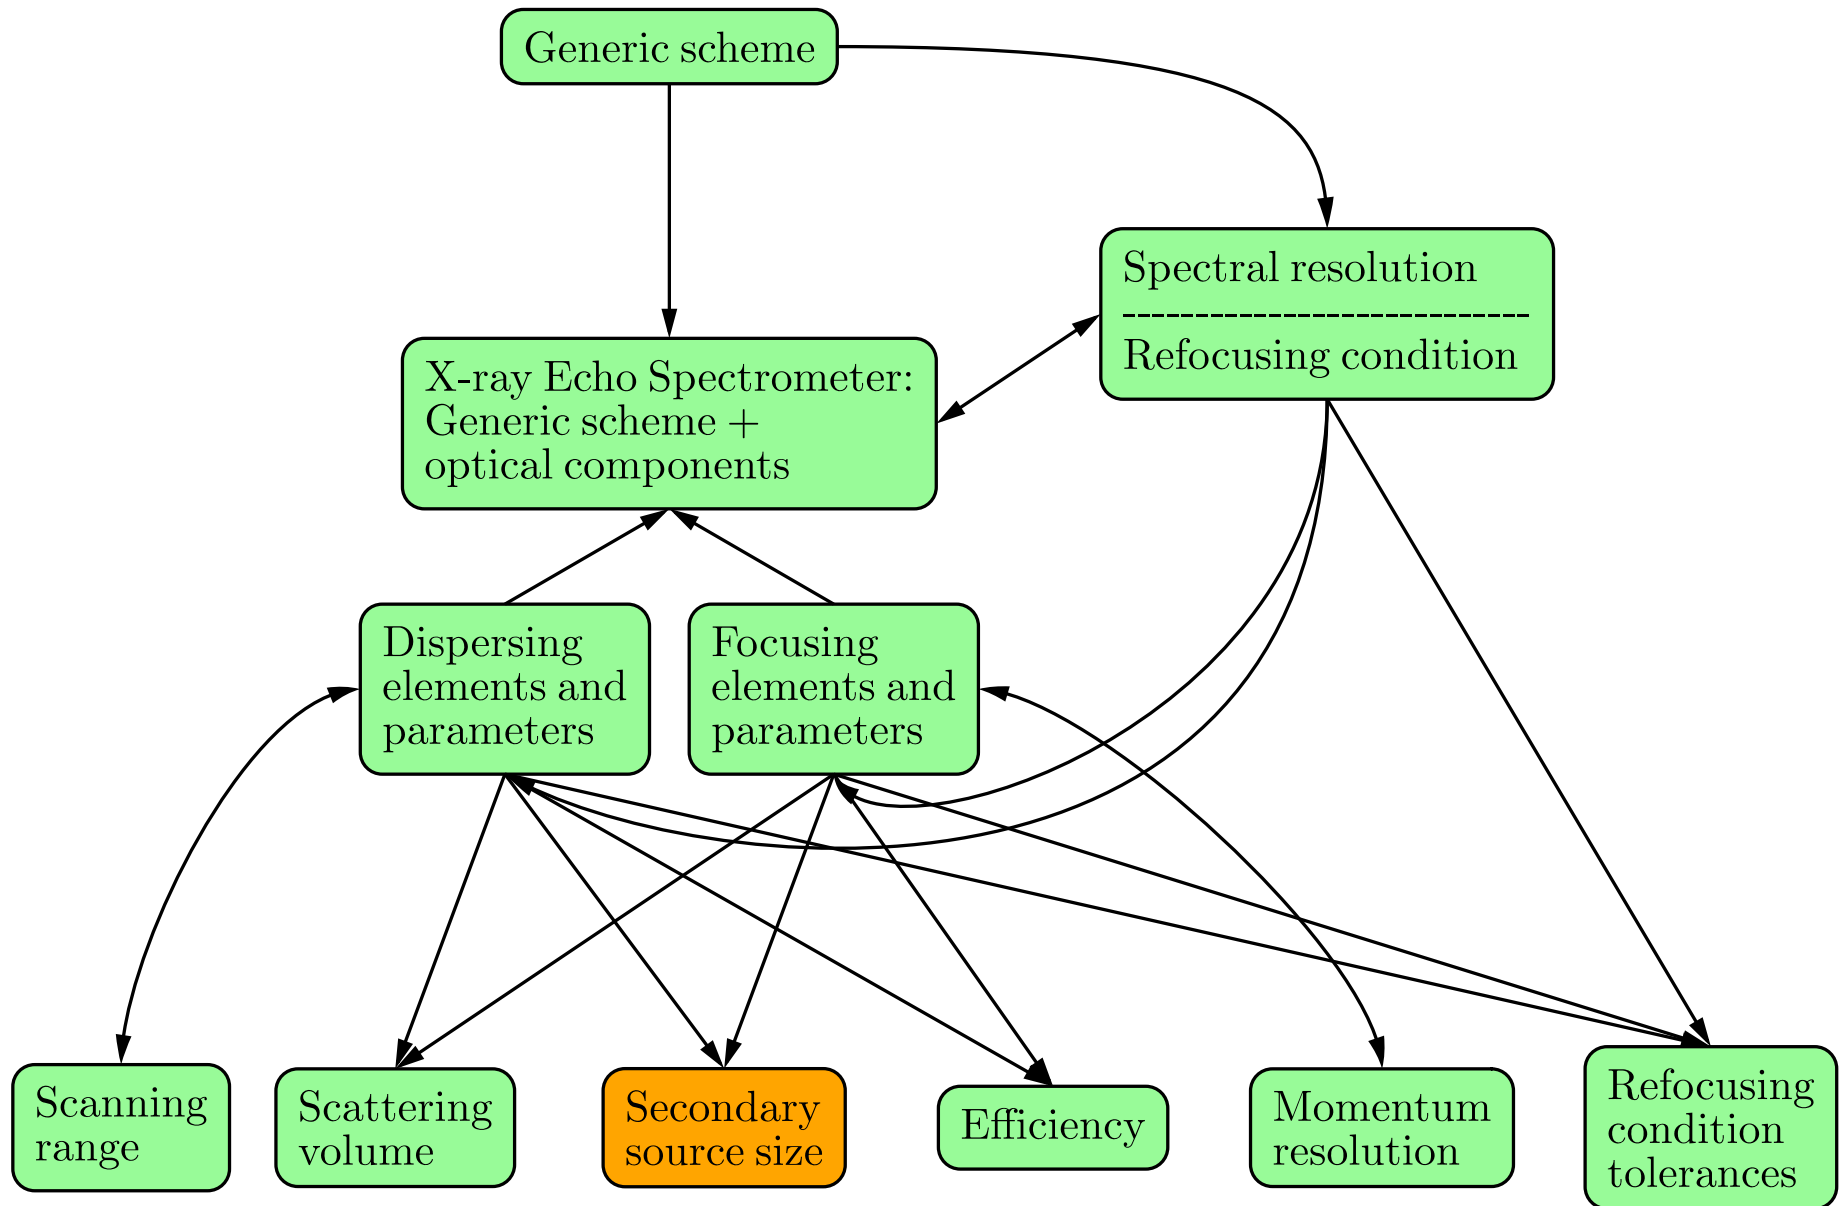 Generic scheme
Spectral resolution
----------------------------
Refocusing condition
X-ray Echo Spectrometer:
Generic scheme +
optical components
Dispersing
elements and
parameters
Focusing
elements and
parameters
Scanning
range
Scattering
volume
Secondary
source size
Efficiency
Momentum
resolution
Refocusing
condition
tolerances